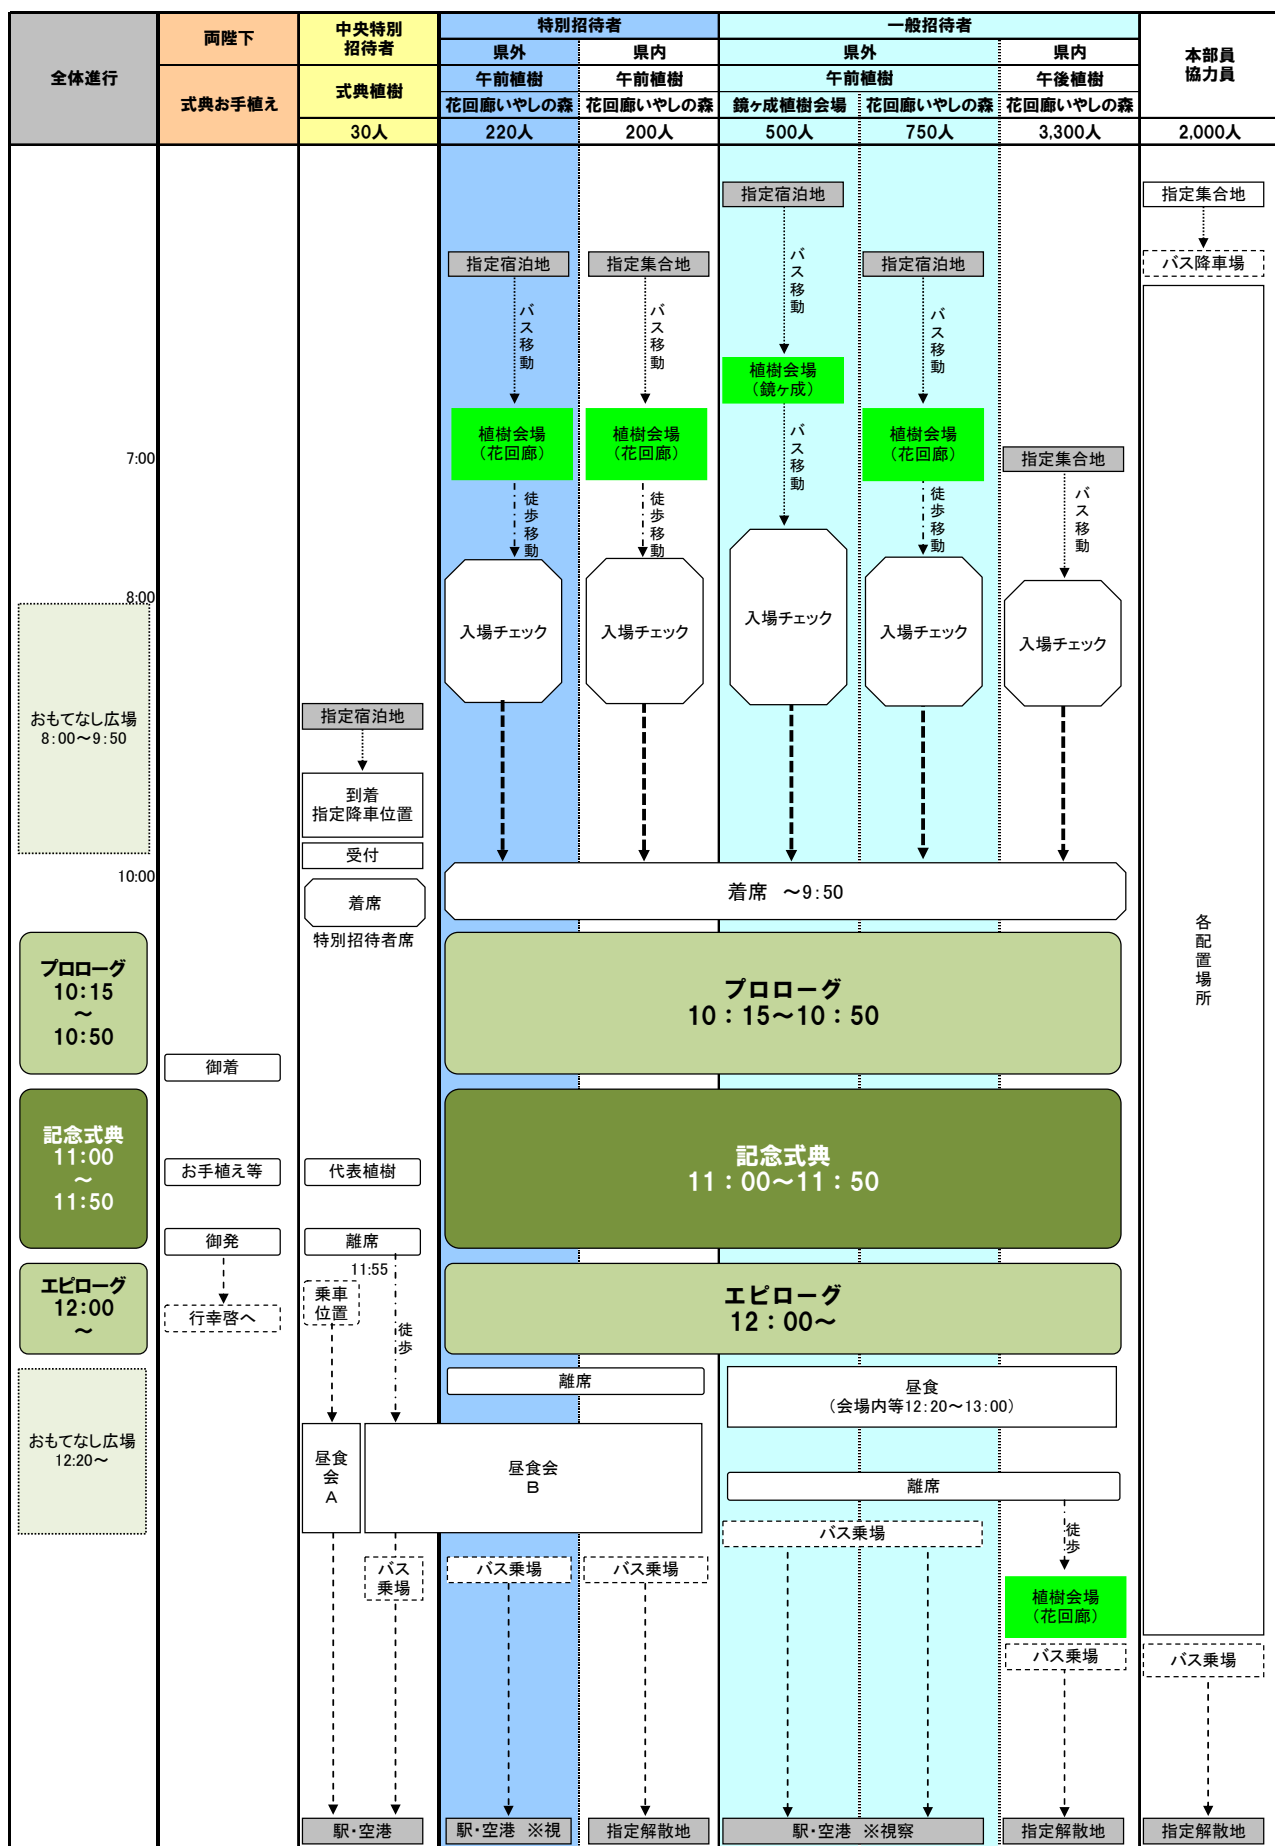 全体進行
両陛下
式典お手植え
中央特別
招待者
式典植樹
30人
特別招待者
県外
県内
午前植樹
午前植樹
花回廊いやしの森
花回廊いやしの森
220人
200人
一般招待者
県外
県内
午前植樹
午後植樹
鏡ヶ成植樹会場
花回廊いやしの森
花回廊いやしの森
500人
750人
3,300人
本部員
協力員
2,000人
指定宿泊地
指定集合地
指定宿泊地
指定集合地
バス移動
指定宿泊地
バス降車場
バス移動
バス移動
バス移動
植樹会場
（鏡ヶ成）
植樹会場
（花回廊）
植樹会場
（花回廊）
バス移動
植樹会場
（花回廊）
7:00
指定集合地
徒歩移動
徒歩移動
徒歩移動
バス移動
8:00
入場チェック
入場チェック
入場チェック
入場チェック
入場チェック
おもてなし広場
8:00～9:50
指定宿泊地
到着
指定降車位置
受付
10:00
着席
特別招待者席
着席　～9:50
各配置場所
プロローグ
10:15
～
10:50
プロローグ
10：15～10：50
御着
記念式典
11:00
～
11:50
記念式典
11：00～11：50
お手植え等
代表植樹
御発
離席
11:55
エピローグ
12:00
～
乗車
位置
徒歩
行幸啓へ
エピローグ
12：00～
離席
昼食
（会場内等12:20～13:00）
おもてなし広場
12:20～
昼食
会
A
昼食会
B
離席
バス乗場
徒歩
バス
乗場
バス乗場
バス乗場
植樹会場
（花回廊）
バス乗場
バス乗場
駅・空港
駅・空港　※視
指定解散地
駅・空港　※視察
指定解散地
指定解散地